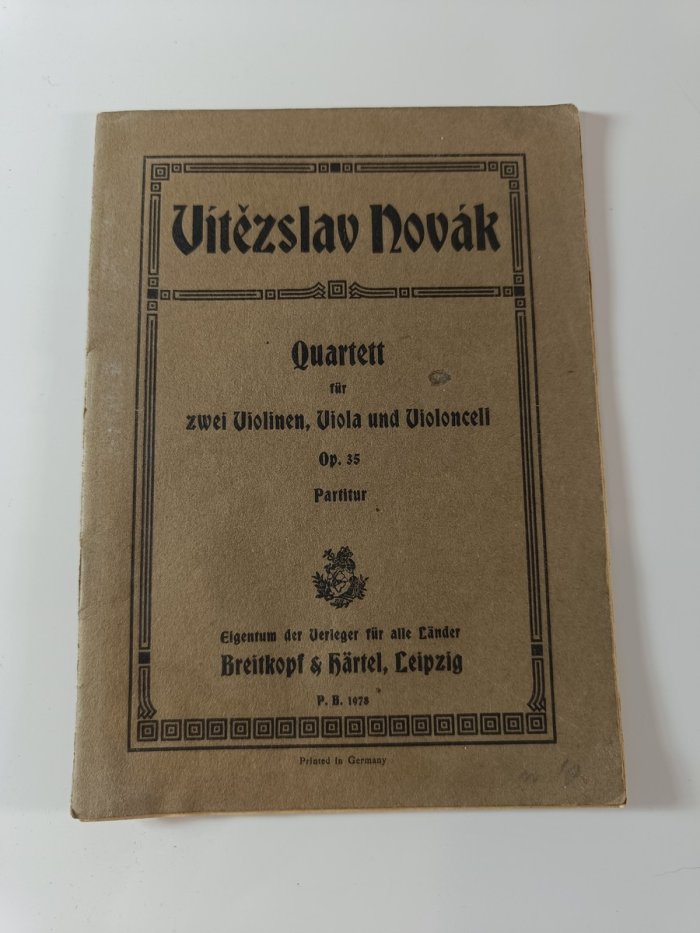 Vítězslav Novák
Quartett
für
zwei Violinen, Viola und Violoncell
Op. 35
Partitur
Eigentum der Verleger für alle Länder
Breitkopf & Härtel, Leipzig
P. B. 1978
Printed in Germany